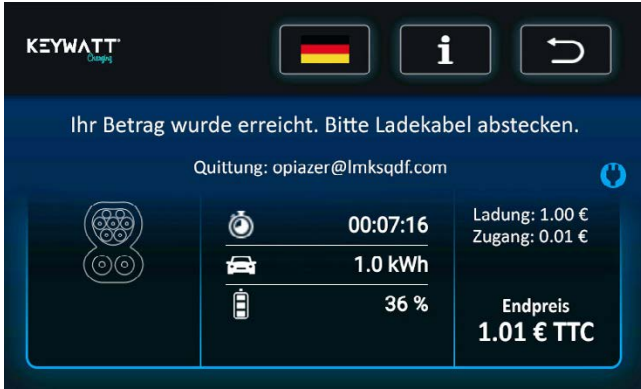 KEYWATT
Charging
i
Ihr Betrag wurde erreicht. Bitte Ladekabel abstecken.
Quittung: opiazer@lmksqdf.com
00:07:16
1.0 kWh
36 %
Ladung: 1.00 €
Zugang: 0.01 €
Endpreis
1.01 € TTC